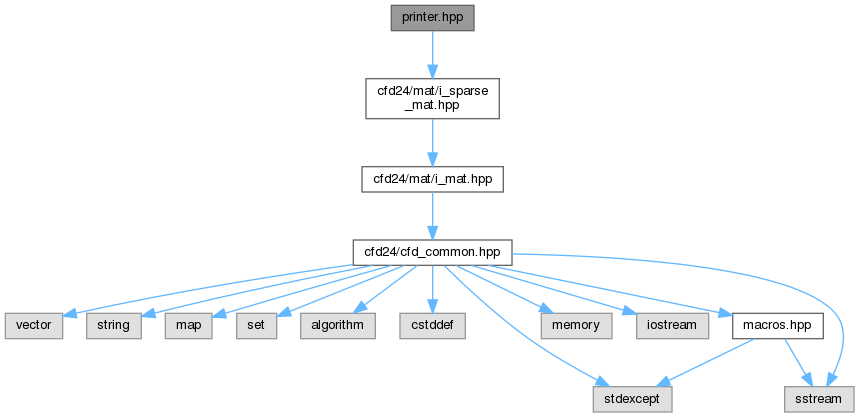 printer.hpp
cfd24/mat/i_sparse
_mat.hpp
cfd24/mat/i_mat.hpp
cfd24/cfd_common.hpp
vector
string
map
set
algorithm
cstddef
memory
iostream
macros.hpp
stdexcept
sstream